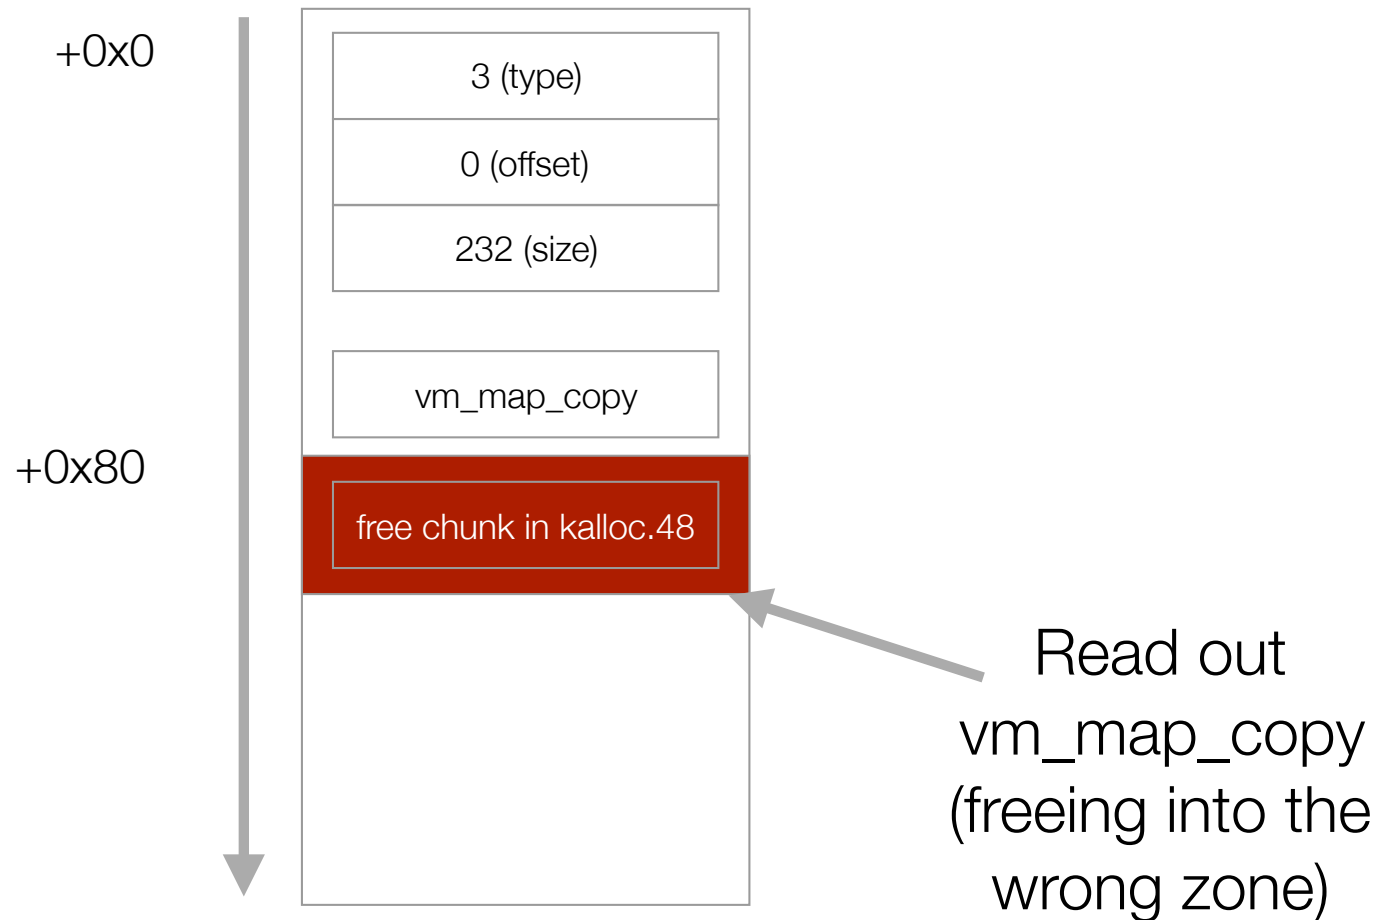 +0x0
3 (type)
0 (offset)
232 (size)
vm_map_copy
+0x80
free chunk in kalloc.48
Read out
vm_map_copy
(freeing into the
wrong zone)